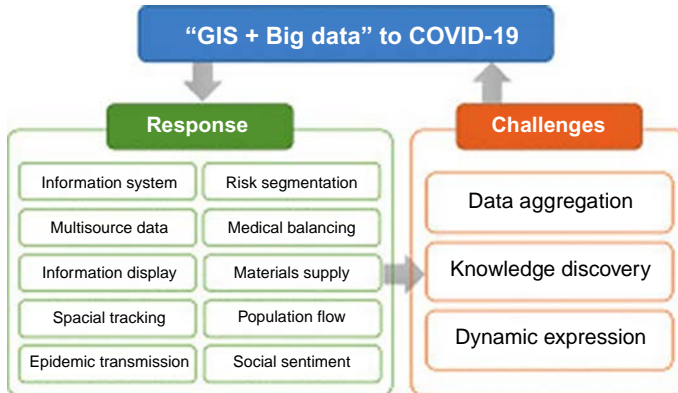 “GIS + Big data” to COVID-19
Response
Information system
Risk segmentation
Multisource data
Medical balancing
Information display
Materials supply
Spacial tracking
Population flow
Epidemic transmission
Social sentiment
Challenges
Data aggregation
Knowledge discovery
Dynamic expression